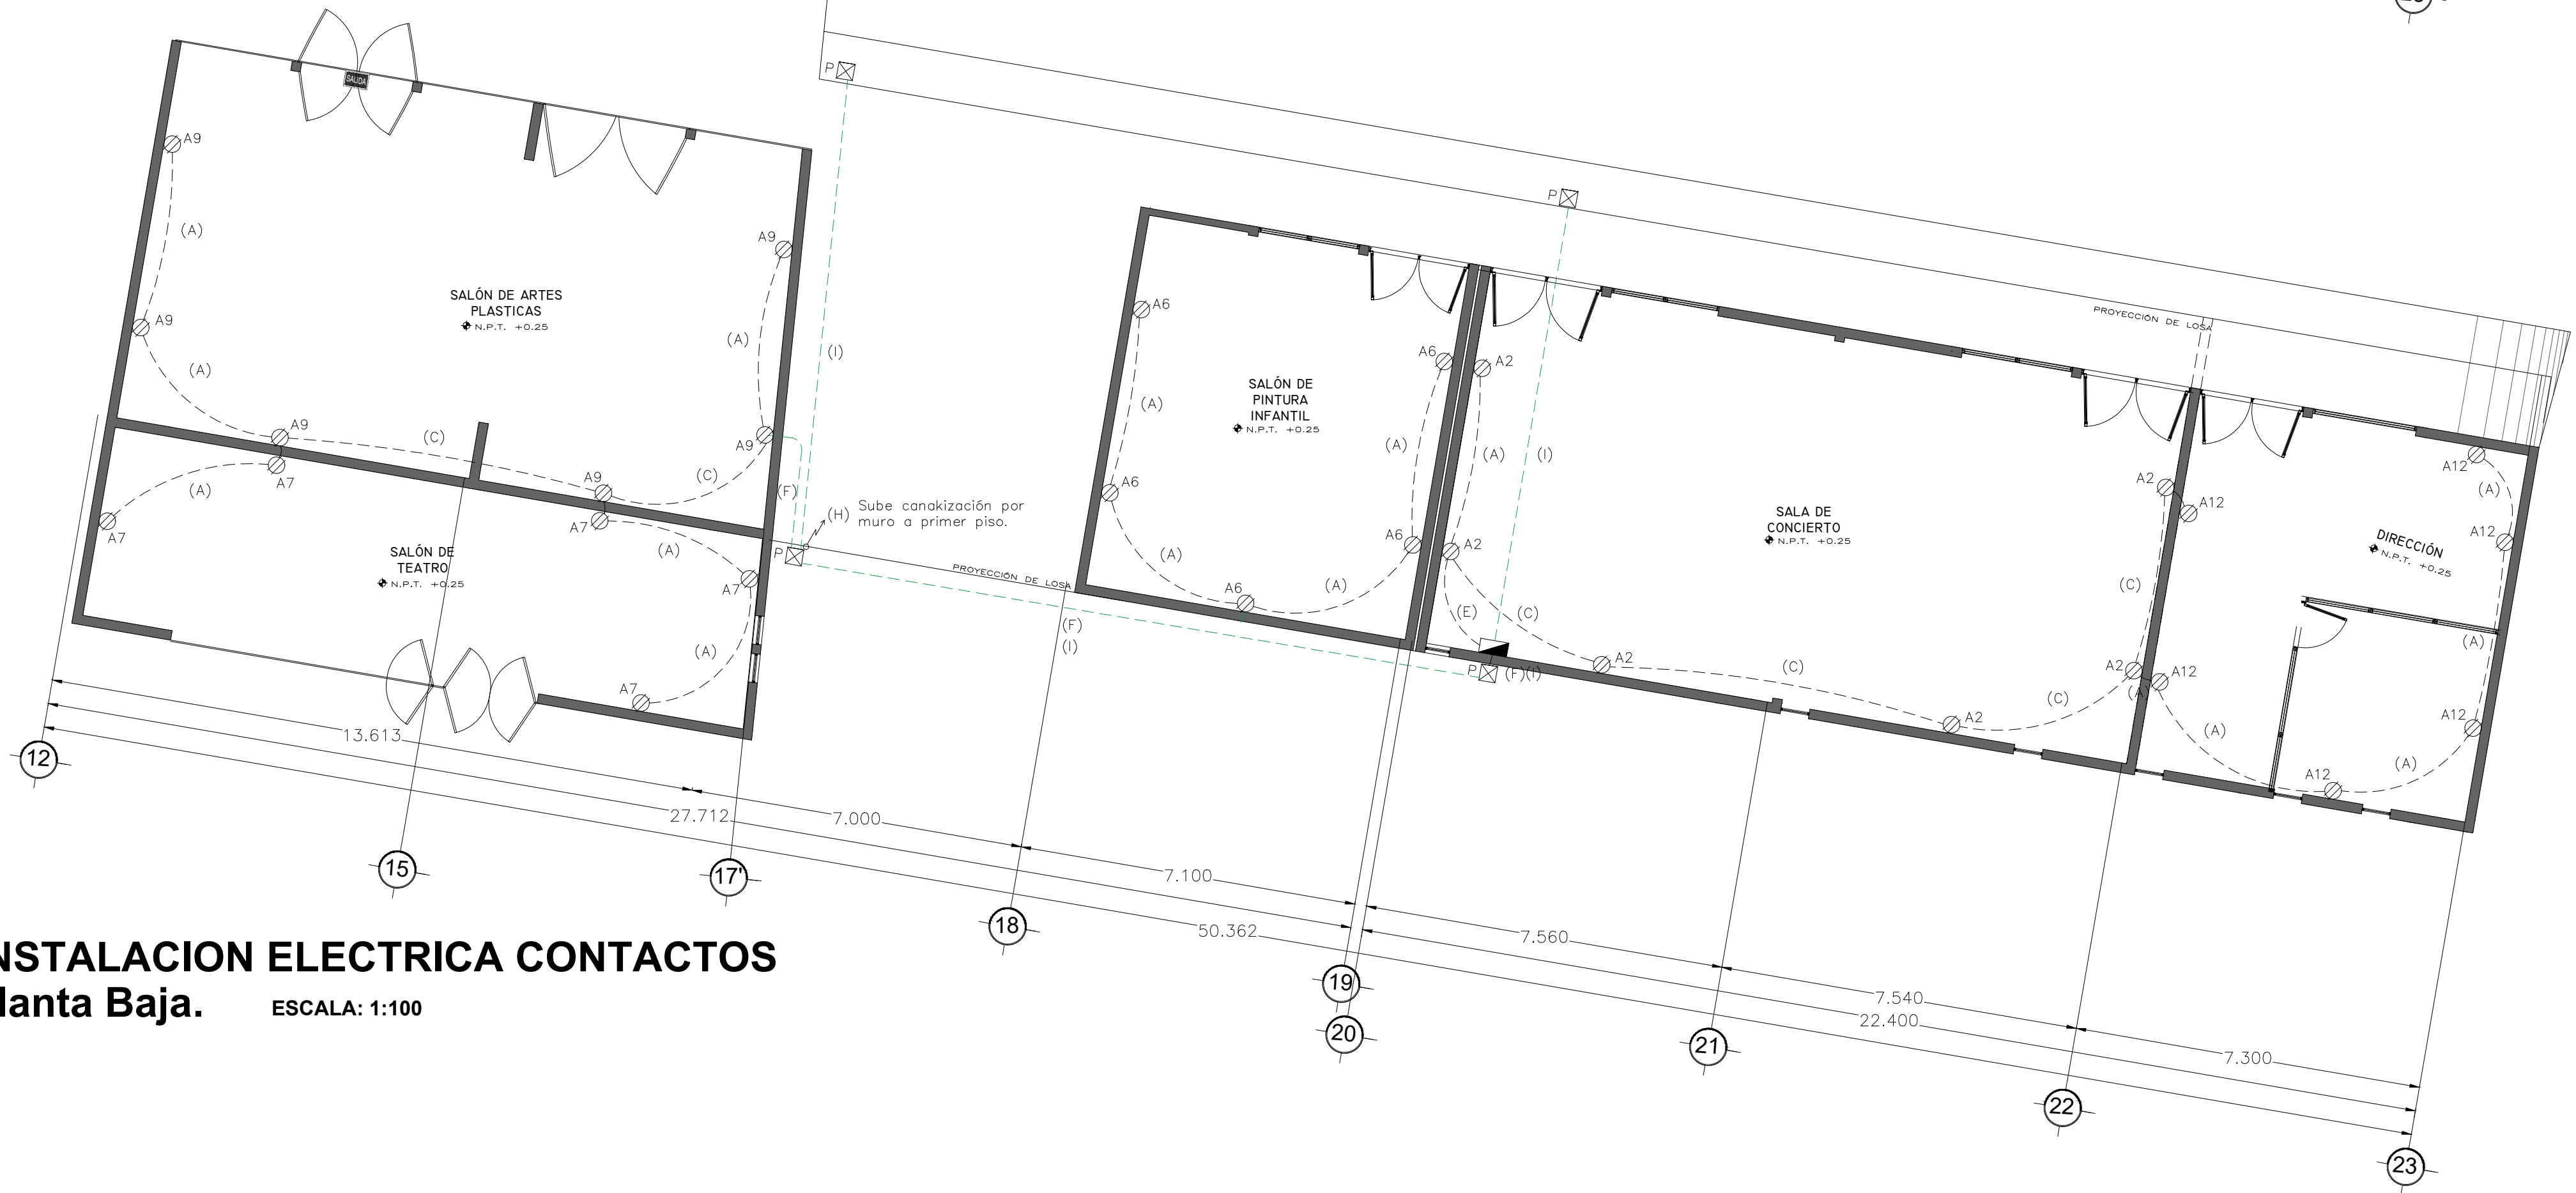 SALIDA
P
A9
A9
(A)
A9
(A)
A9
(C)
A9
(C)
A9
(A)
(I)
(F)
SALÓN DE ARTES
PLASTICAS
N.P.T. +0.25
A7
(A)
A7
A7
(A)
A7
(A)
A7
SALÓN DE
TEATRO
N.P.T. +0.25
P
(H)
Sube canakización por
muro a primer piso.
PROYECCIÓN DE LOSA
(F)
(I)
A6
(A)
A6
(A)
A6
(A)
A6
(A)
A6
SALÓN DE
PINTURA
INFANTIL
N.P.T. +0.25
P
(I)
A2
(A)
A2
(E)
(C)
P
(F)(I)
A2
(C)
A2
(C)
A2
(C)
A2
SALA DE
CONCIERTO
N.P.T. +0.25
PROYECCIÓN DE LOSA
A12
(A)
A12
(A)
A12
(A)
A12
(A)
A12
(A)
A12
A12
DIRECCIÓN
N.P.T. +0.25
13.613
7.000
27.712
7.100
50.362
7.560
7.540
22.400
7.300
12
15
17'
18
19
20
21
22
23
NSTALACION ELECTRICA CONTACTOS
lanta Baja.
ESCALA: 1:100